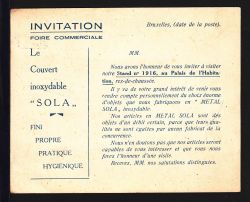 INVITATION
FOIRE COMMERCIALE
Le
Couvert
inoxydable
"SOLA"
FINI
PROPRE
PRATIQUE
HYGIÉNIQUE
Bruxelles, (date de la poste).
MM.
Nous avons l'honneur de vous inviter à visiter
notre Stand n° 1916, au Palais de l'Habita-
tion, rez-de-chaussée.
Il y va de votre grand intérêt de venir vous
rendre compte personnellement du choix énorme
d'objets que nous fabriquons en "METAL
SOLA", inoxydable.
Nos articles en METAL SOLA sont des
objets d'un débit certain, parce que leurs qua-
lités ne sont égalées par aucun fabricat de la
concurrence.
Nous n'en doutons pas que nos articles seront
capables de vous intéresser et que vous nous
ferez l'honneur d'une visite.
Recevez, MM. nos salutations distinguées.